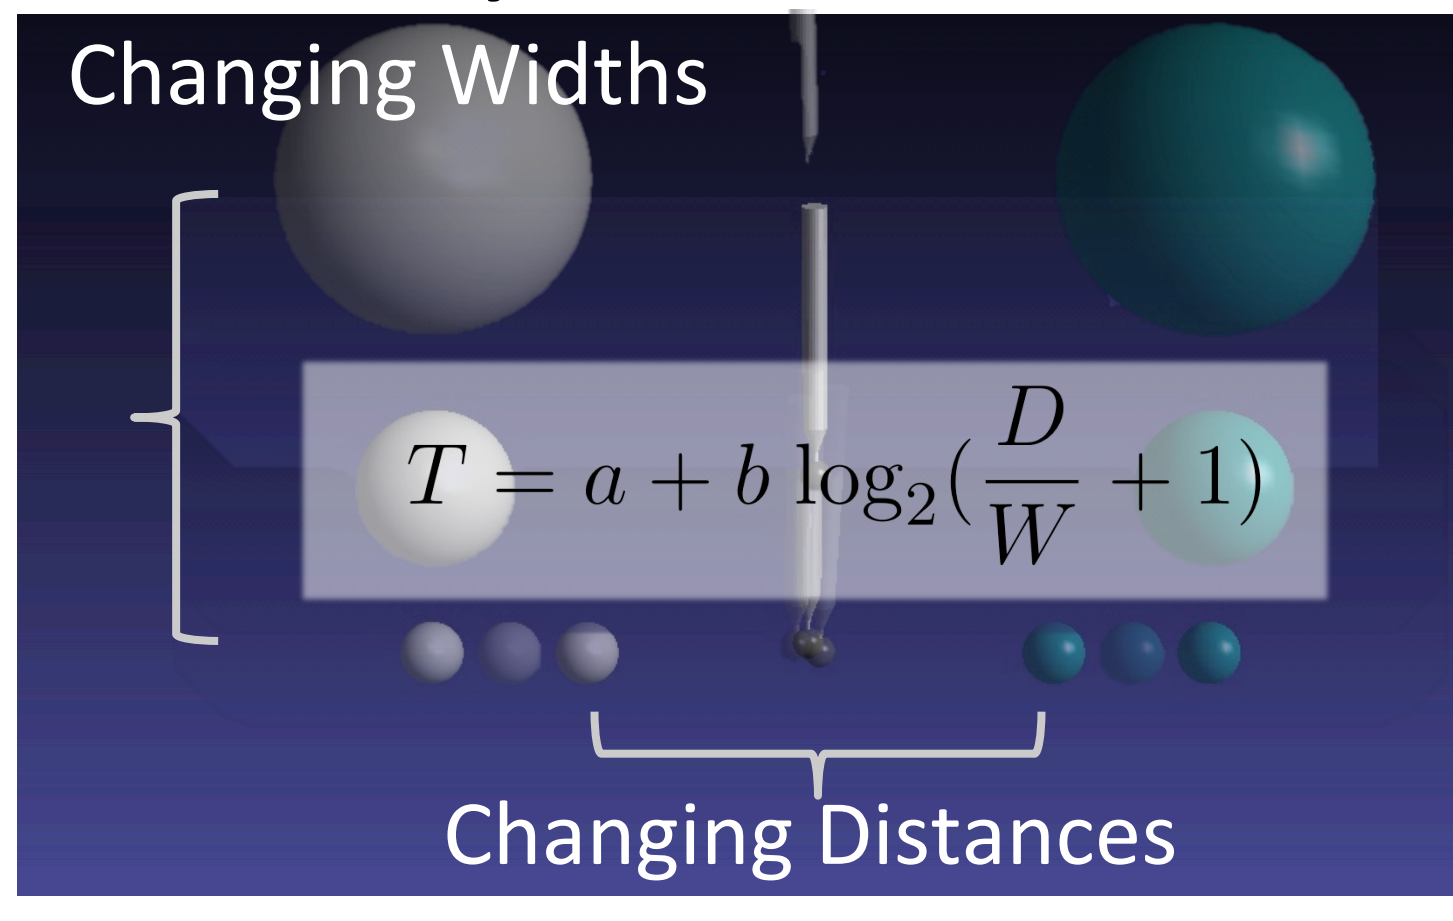 Changing Widths
T = a + b log₂(D/W + 1)
Changing Distances